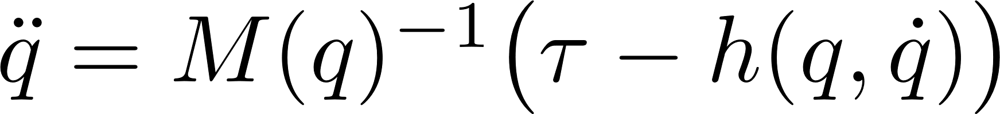 q̈ = M(q)⁻¹(τ − h(q, q̇))